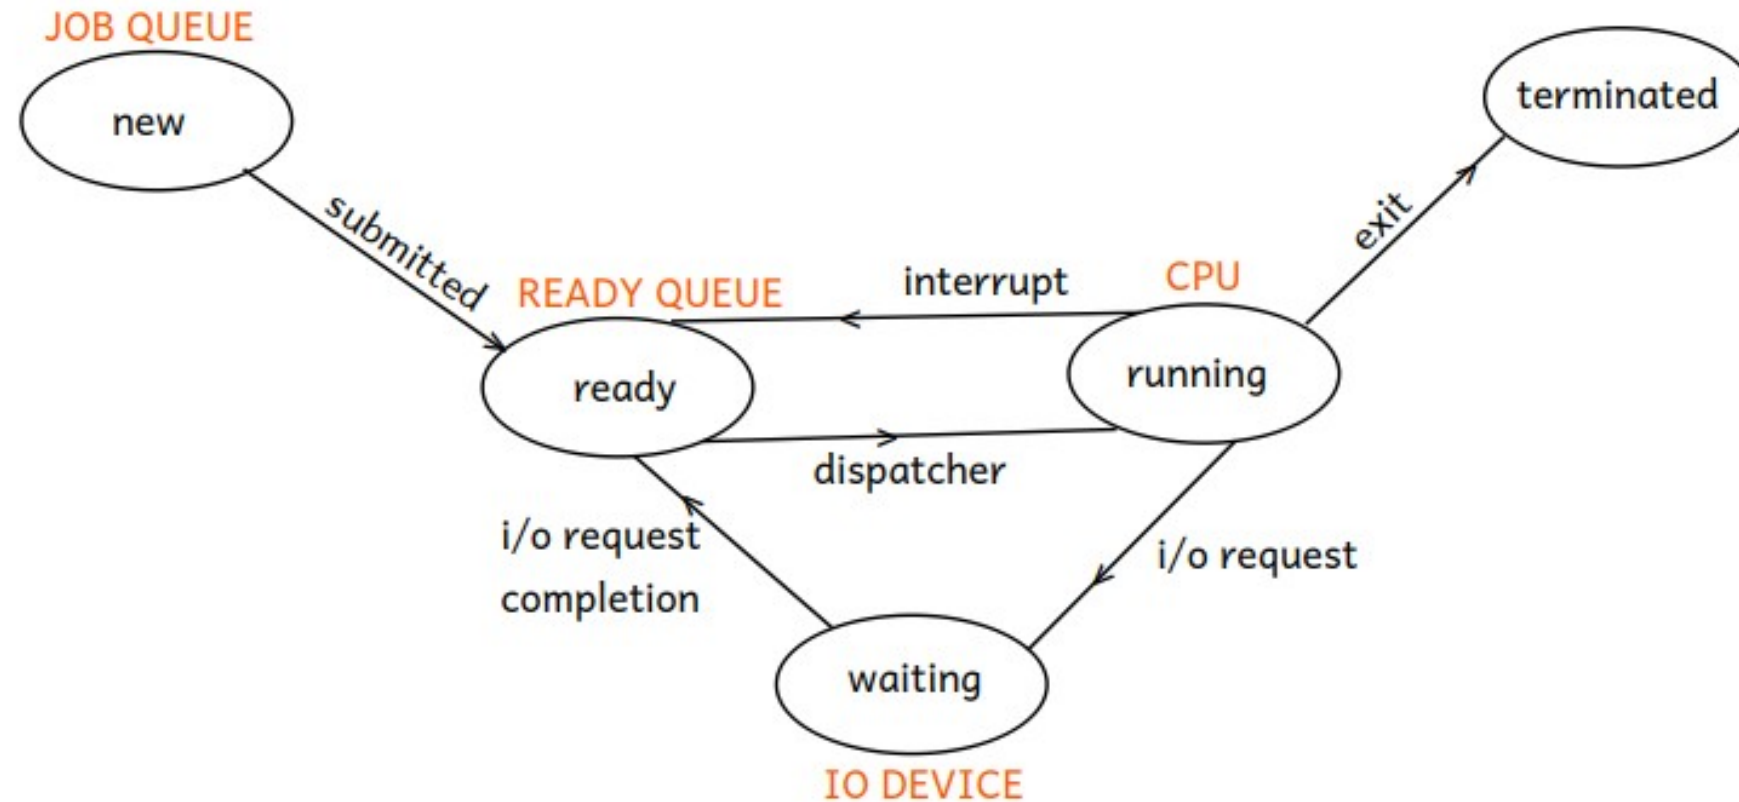 JOB QUEUE
new
terminated
submitted
exit
READY QUEUE
interrupt
CPU
ready
running
dispatcher
i/o request
completion
i/o request
waiting
IO DEVICE